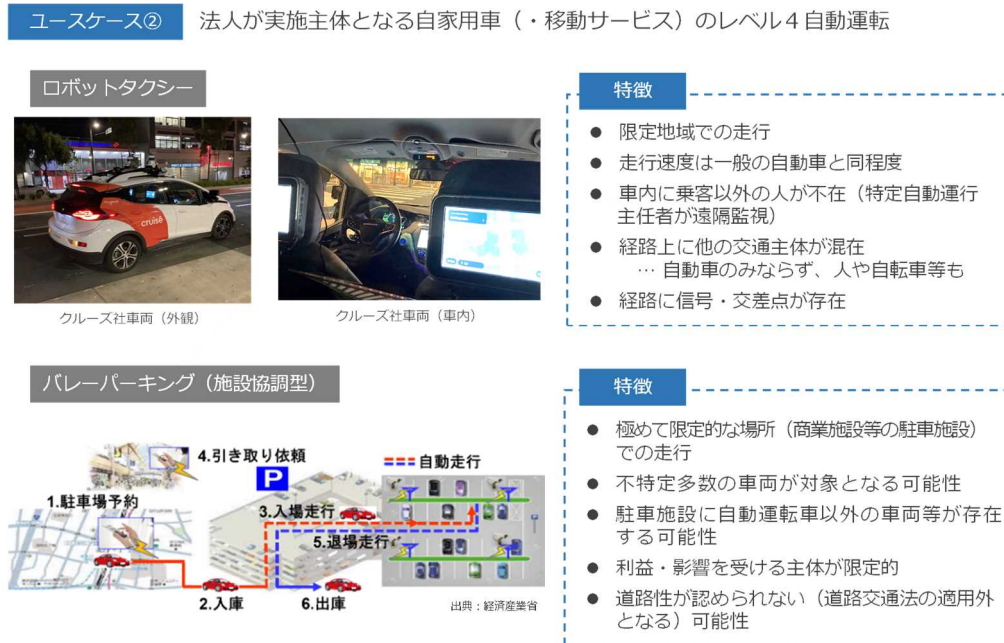 ユースケース② 法人が実施主体となる自家用車（・移動サービス）のレベル４自動運転
ロボットタクシー
cruise
クルーズ社車両（外観）
クルーズ社車両（車内）
特徴
● 限定地域での走行
● 走行速度は一般の自動車と同程度
● 車内に乗客以外の人が不在（特定自動運行
主任者が遠隔監視）
● 経路上に他の交通主体が混在
… 自動車のみならず、人や自転車等も
● 経路に信号・交差点が存在
バレーパーキング（施設協調型）
4.引き取り依頼
P
自動走行
1.駐車場予約
3.入場走行
5.退場走行
2.入庫
6.出庫
出典：経済産業省
特徴
● 極めて限定的な場所（商業施設等の駐車施設）
での走行
● 不特定多数の車両が対象となる可能性
● 駐車施設に自動運転車以外の車両等が存在
する可能性
● 利益・影響を受ける主体が限定的
● 道路性が認められない（道路交通法の適用外
となる）可能性